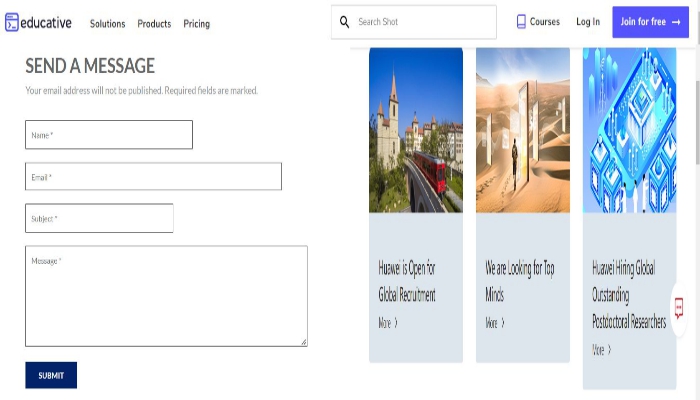 educative
Solutions Products Pricing
Search Shot
Courses Log In Join for free →
SEND A MESSAGE
Your email address will not be published. Required fields are marked.
Name *
Email *
Subject *
Message *
SUBMIT
Huawei is Open for
Global Recruitment
More >
We are Looking for Top
Minds
More >
Huawei Hiring Global
Outstanding
Postdoctoral Researchers
More >